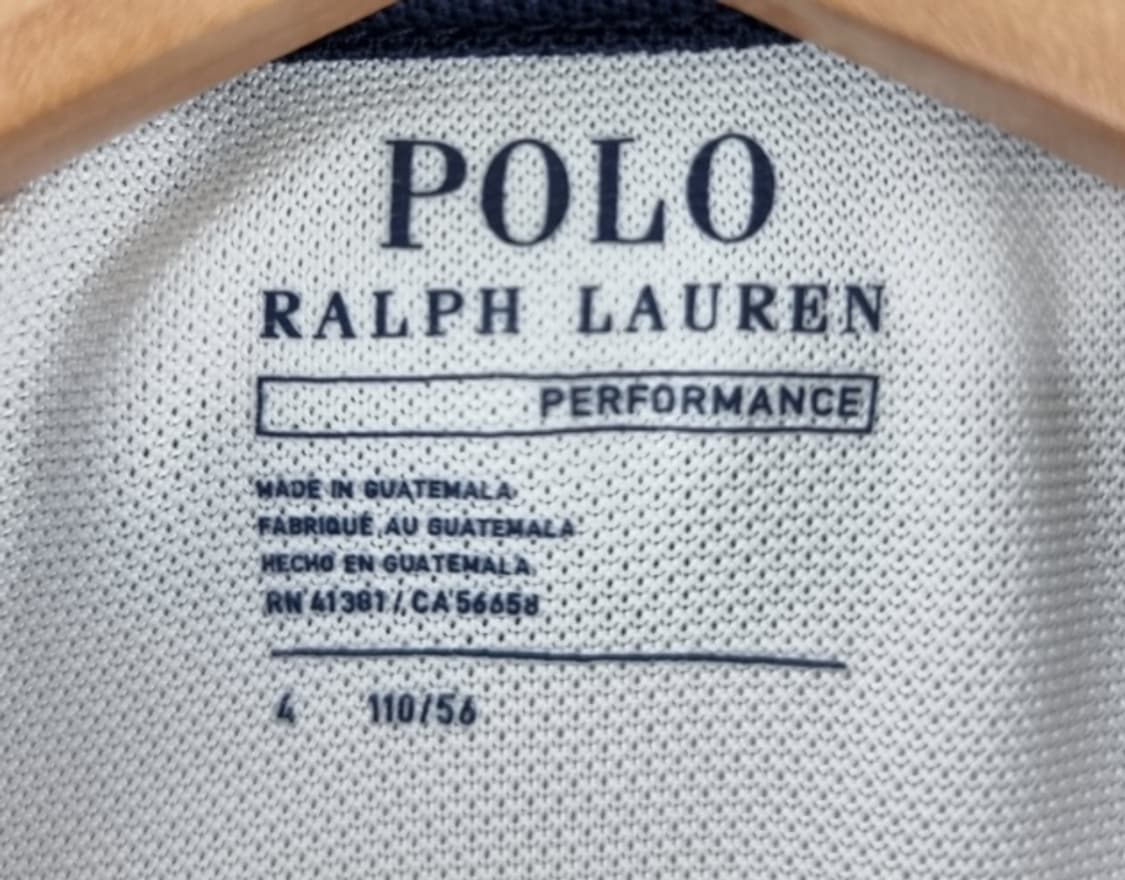 POLO
RALPH LAUREN
PERFORMANCE
MADE IN GUATEMALA
FABRIQUÉ AU GUATEMALA
HECHO EN GUATEMALA
RN 41381 / CA 56658
4 110/56